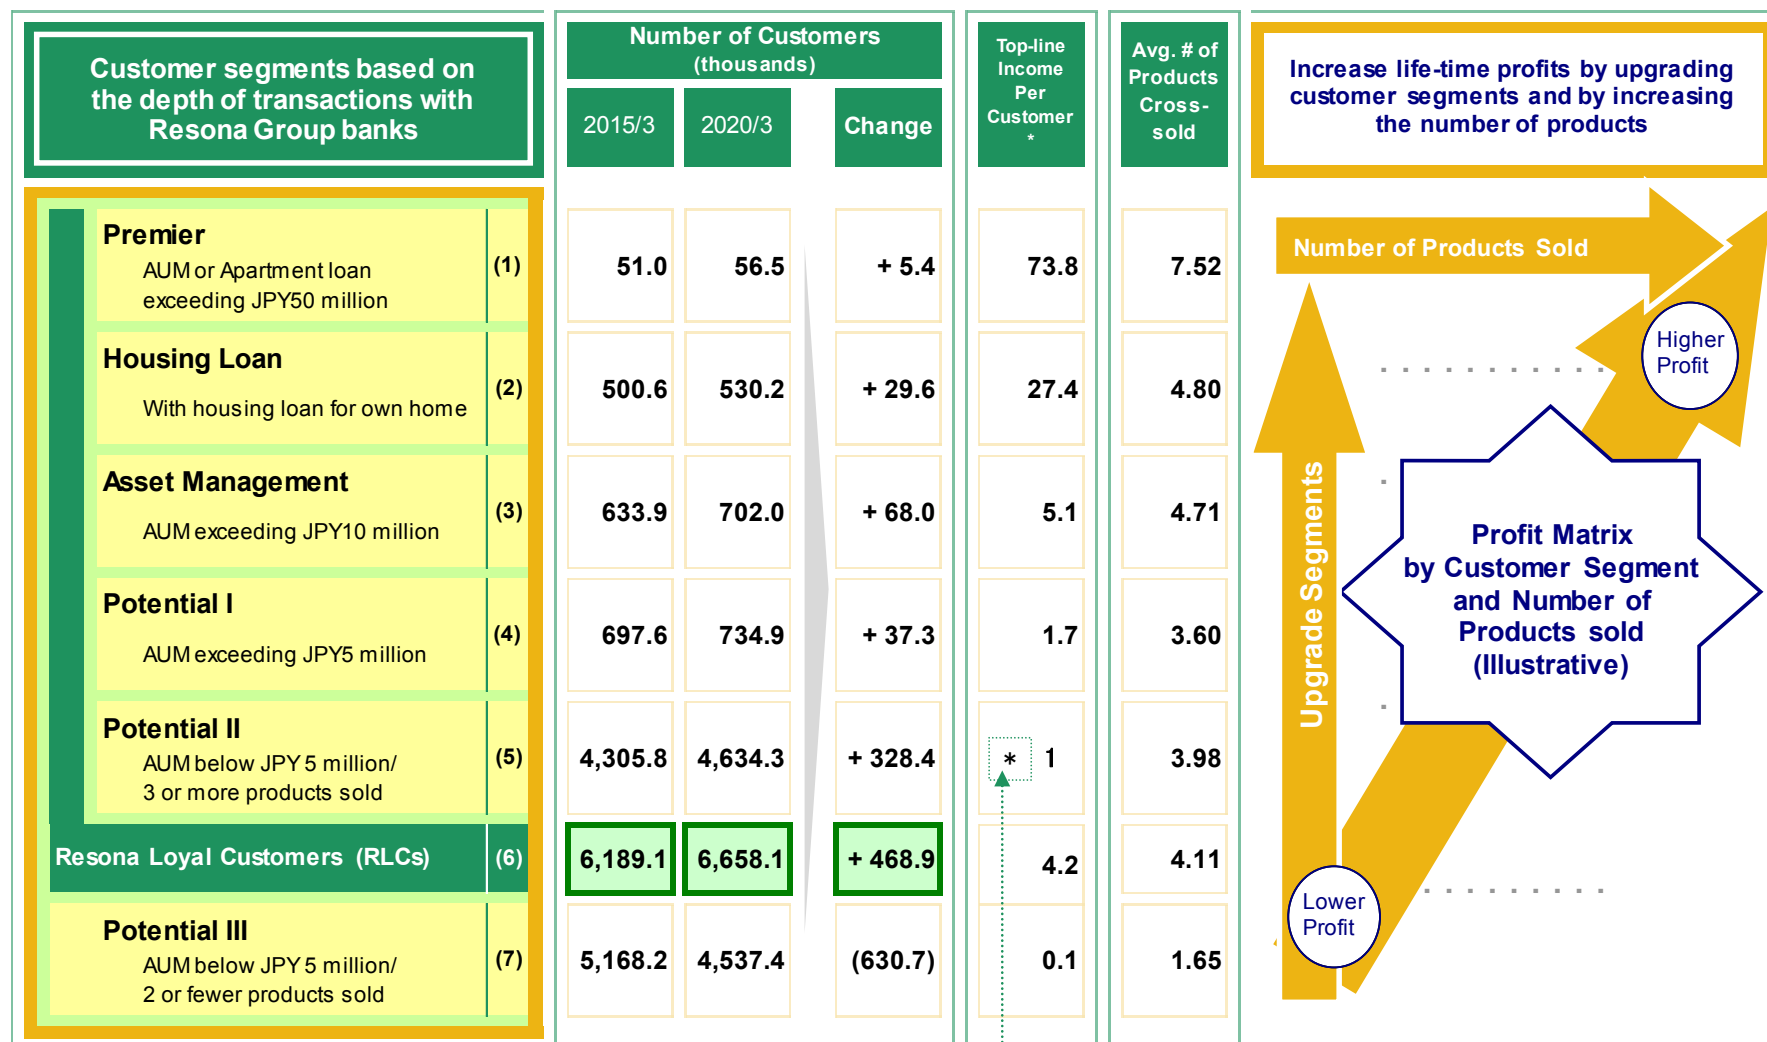 Customer segments based on
the depth of transactions with
Resona Group banks
Number of Customers
(thousands)
2015/3
2020/3
Change
Top-line
Income
Per
Customer
*
Avg. # of
Products
Cross-
sold
Increase life-time profits by upgrading
customer segments and by increasing
the number of products
Premier
AUM or Apartment loan
exceeding JPY50 million
(1)
51.0
56.5
+ 5.4
73.8
7.52
Housing Loan
With housing loan for own home
(2)
500.6
530.2
+ 29.6
27.4
4.80
Asset Management
AUM exceeding JPY10 million
(3)
633.9
702.0
+ 68.0
5.1
4.71
Potential I
AUM exceeding JPY5 million
(4)
697.6
734.9
+ 37.3
1.7
3.60
Potential II
AUM below JPY 5 million/
3 or more products sold
(5)
4,305.8
4,634.3
+ 328.4
* 1
3.98
Resona Loyal Customers (RLCs)
(6)
6,189.1
6,658.1
+ 468.9
4.2
4.11
Potential III
AUM below JPY 5 million/
2 or fewer products sold
(7)
5,168.2
4,537.4
(630.7)
0.1
1.65
Number of Products Sold
Upgrade Segments
Higher
Profit
Profit Matrix
by Customer Segment
and Number of
Products sold
(Illustrative)
Lower
Profit